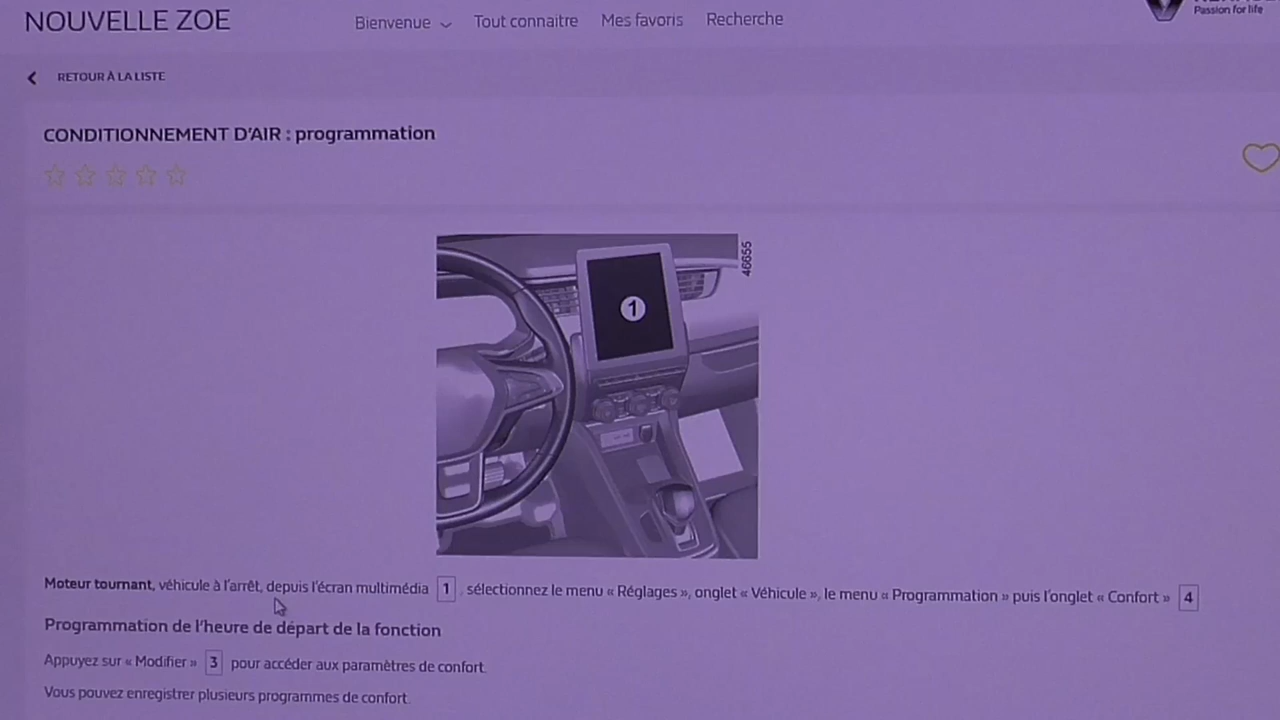 NOUVELLE ZOE
Bienvenue Tout connaitre Mes favoris Recherche
Passion for life
RETOUR À LA LISTE
CONDITIONNEMENT D'AIR : programmation
46655
1
Moteur tournant, véhicule à l'arrêt, depuis l'écran multimédia 1 , sélectionnez le menu « Réglages », onglet « Véhicule », le menu « Programmation » puis l'onglet « Confort » 4
Programmation de l'heure de départ de la fonction
Appuyez sur « Modifier » 3 pour accéder aux paramètres de confort.
Vous pouvez enregistrer plusieurs programmes de confort.